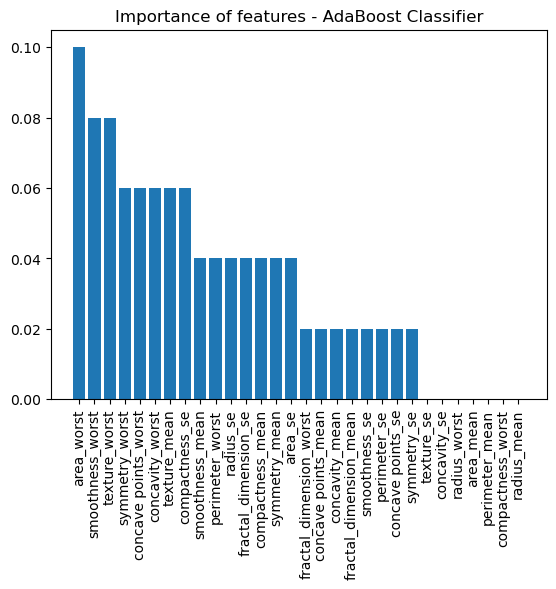 Importance of features - AdaBoost Classifier
0.10
0.08
0.06
0.04
0.02
0.00
area_worst
smoothness_worst
texture_worst
symmetry_worst
concave points_worst
concavity_worst
texture_mean
compactness_se
smoothness_mean
perimeter_worst
radius_se
fractal_dimension_se
compactness_mean
symmetry_mean
area_se
fractal_dimension_worst
concave points_mean
concavity_mean
fractal_dimension_mean
smoothness_se
perimeter_se
concave points_se
symmetry_se
texture_se
concavity_se
radius_worst
area_mean
perimeter_mean
compactness_worst
radius_mean